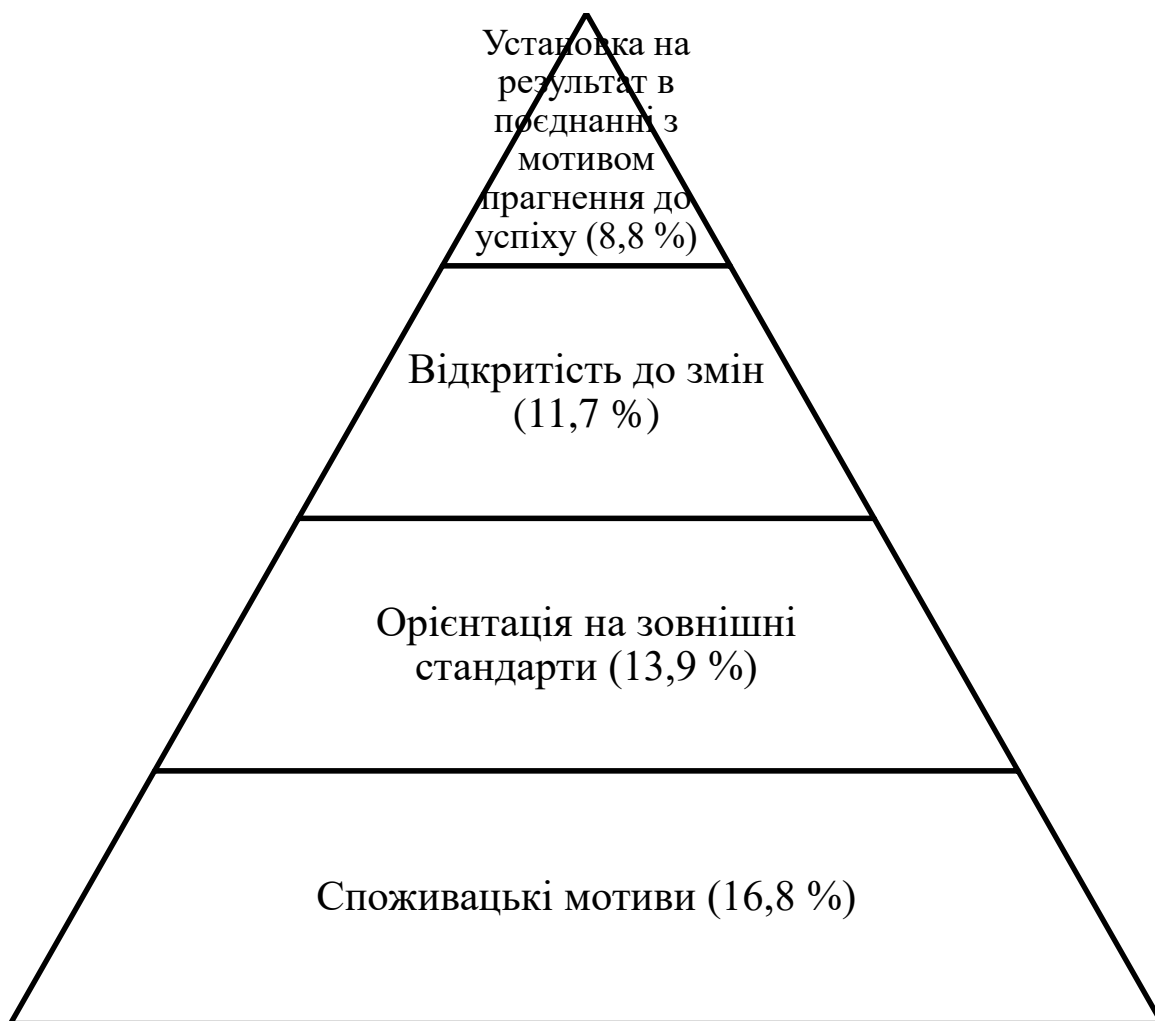 Установка на
результат в
поєднанні з
мотивом
прагнення до
успіху (8,8 %)
Відкритість до змін
(11,7 %)
Орієнтація на зовнішні
стандарти (13,9 %)
Споживацькі мотиви (16,8 %)